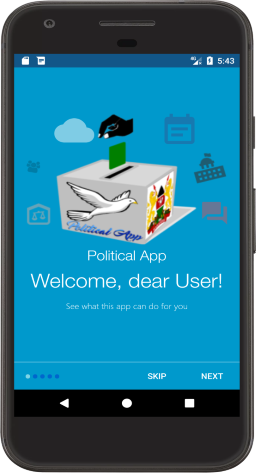 5:43
Political App
Political App
Welcome, dear User!
See what this app can do for you
SKIP
NEXT